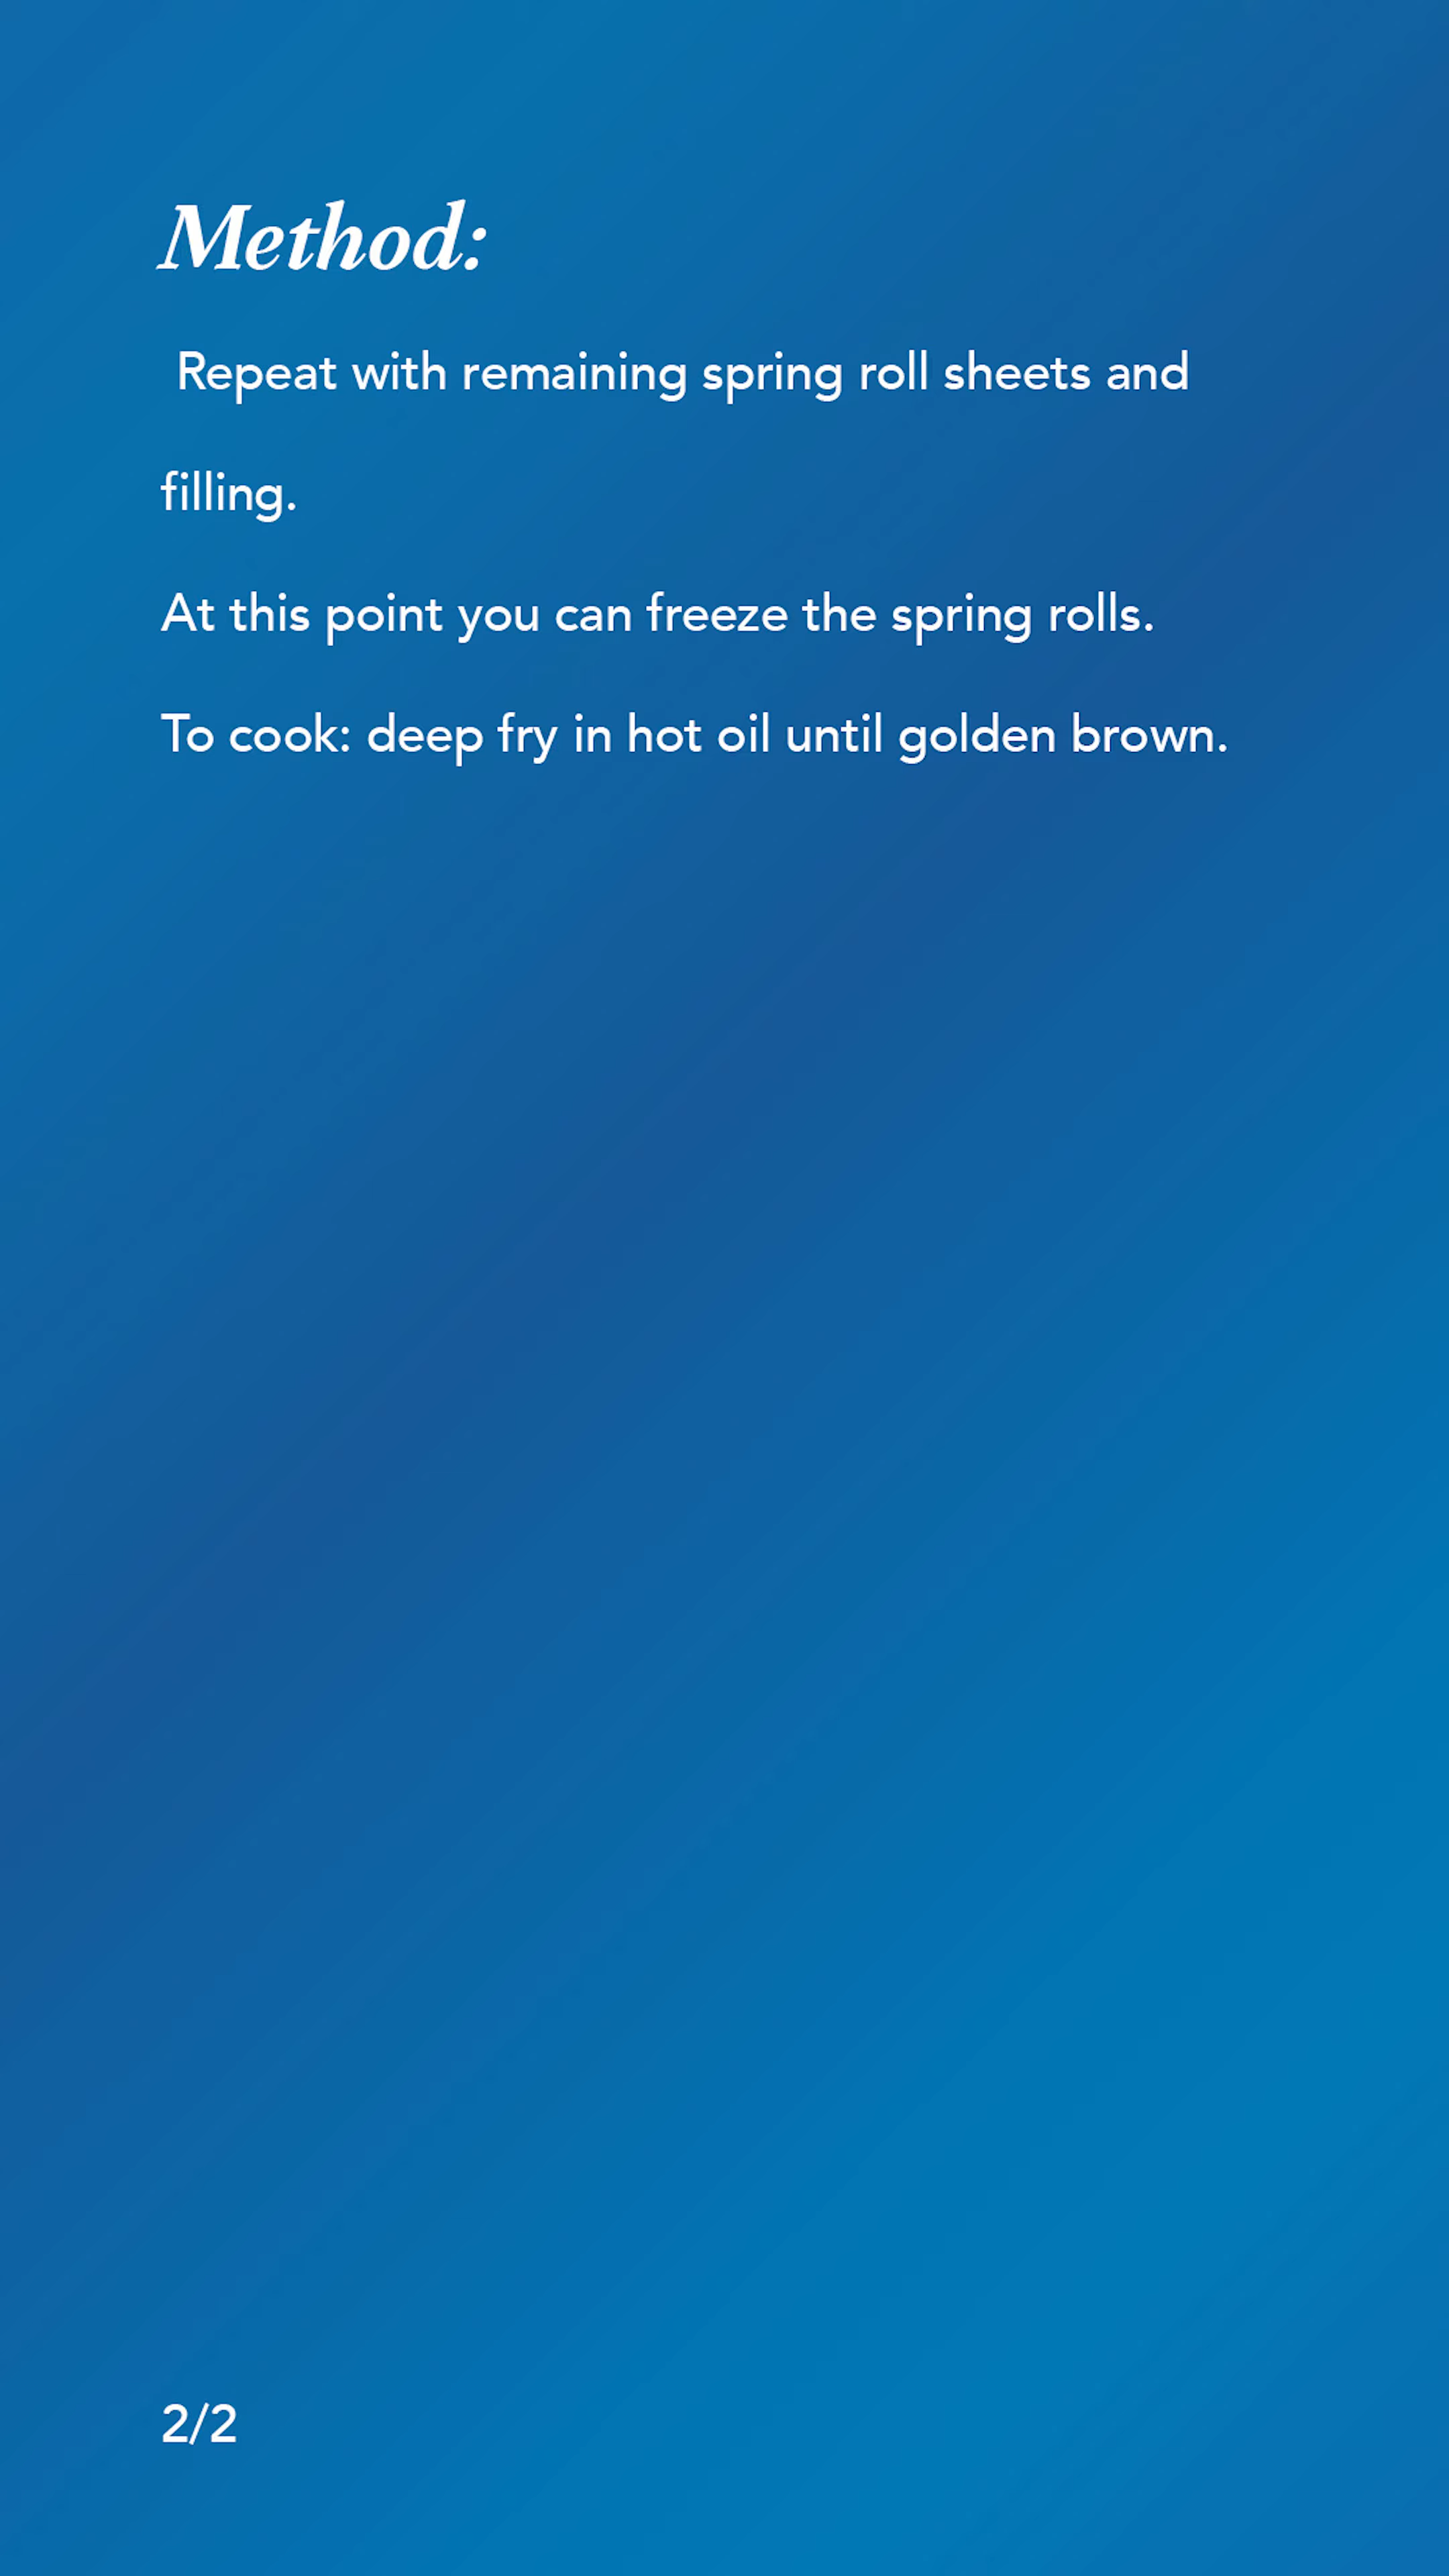 Method:
Repeat with remaining spring roll sheets and
filling.
At this point you can freeze the spring rolls.
To cook: deep fry in hot oil until golden brown.
2/2